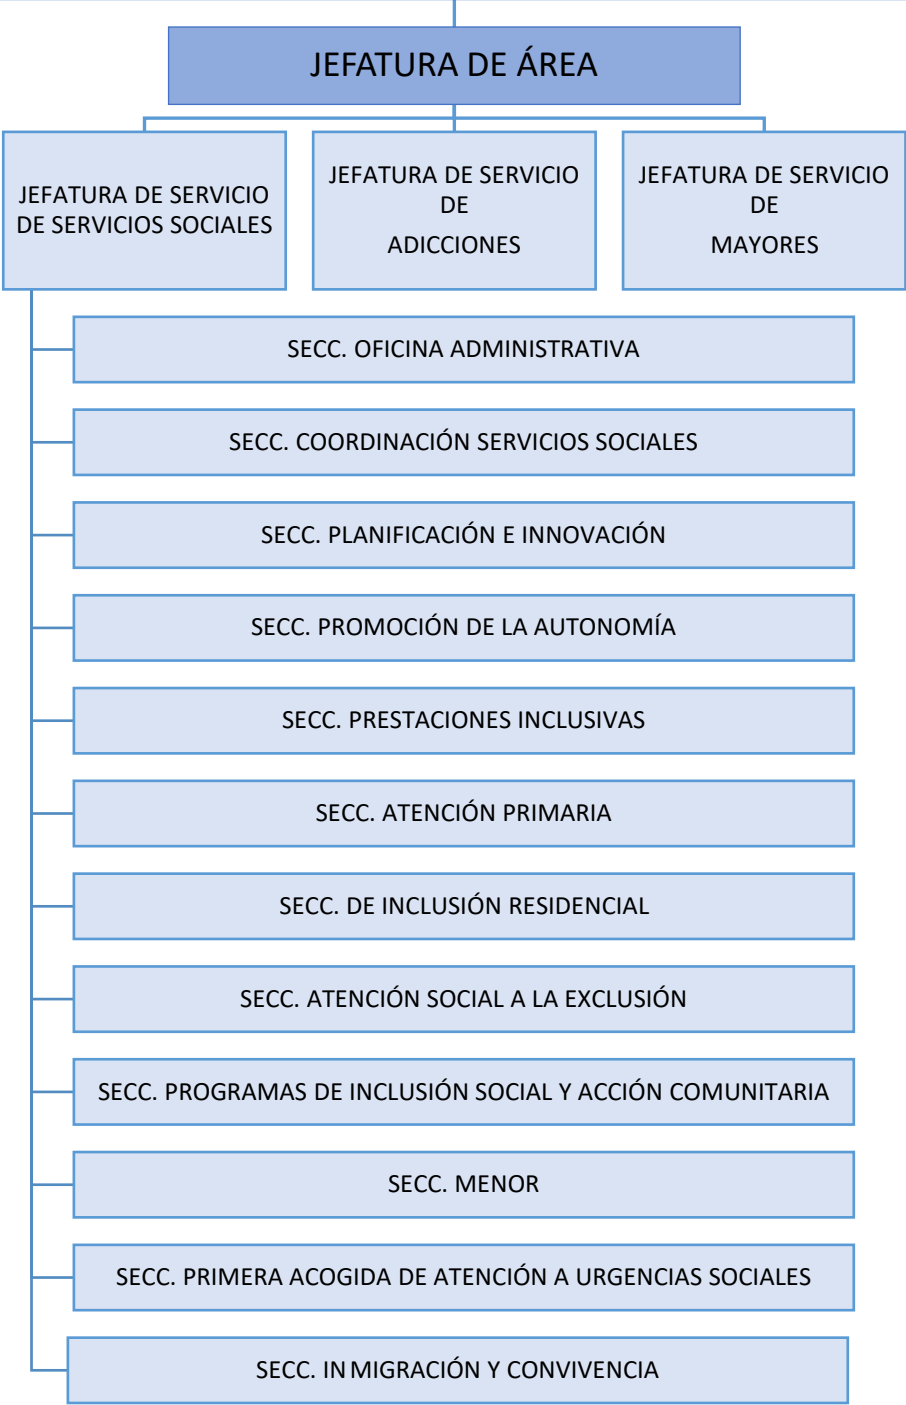 JEFATURA DE ÁREA
JEFATURA DE SERVICIO
DE SERVICIOS SOCIALES
JEFATURA DE SERVICIO
DE
ADICCIONES
JEFATURA DE SERVICIO
DE
MAYORES
SECC. OFICINA ADMINISTRATIVA
SECC. COORDINACIÓN SERVICIOS SOCIALES
SECC. PLANIFICACIÓN E INNOVACIÓN
SECC. PROMOCIÓN DE LA AUTONOMÍA
SECC. PRESTACIONES INCLUSIVAS
SECC. ATENCIÓN PRIMARIA
SECC. DE INCLUSIÓN RESIDENCIAL
SECC. ATENCIÓN SOCIAL A LA EXCLUSIÓN
SECC. PROGRAMAS DE INCLUSIÓN SOCIAL Y ACCIÓN COMUNITARIA
SECC. MENOR
SECC. PRIMERA ACOGIDA DE ATENCIÓN A URGENCIAS SOCIALES
SECC. INMIGRACIÓN Y CONVIVENCIA